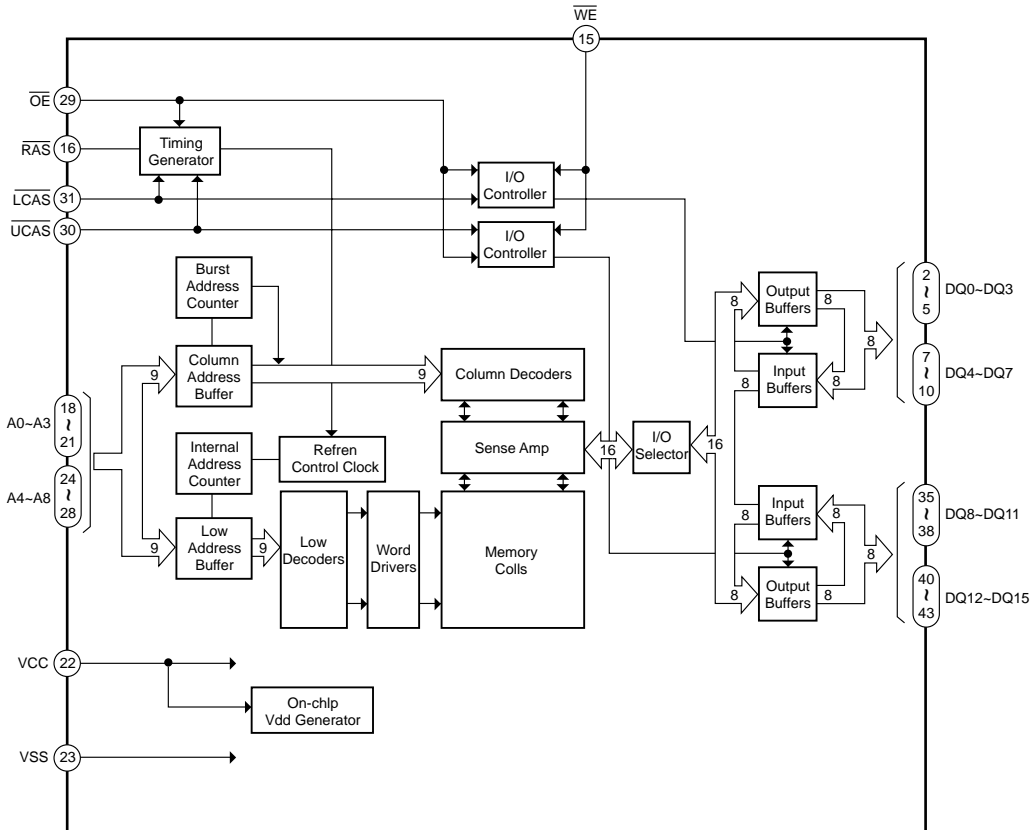 WE
15
OE
29
RAS
16
LCAS
31
UCAS
30
Timing
Generator
I/O
Controller
I/O
Controller
Burst
Address
Counter
Column
Address
Buffer
9
9
Column Decoders
Internal
Address
Counter
Refren
Control Clock
Sense Amp
16
I/O
Selector
16
A0~A3
18
~
21
A4~A8
24
~
28
9
Low
Address
Buffer
9
Low
Decoders
Word
Drivers
Memory
Colls
8
Output
Buffers
8
8
Input
Buffers
8
8
2
~
5
DQ0~DQ3
7
~
10
DQ4~DQ7
8
Input
Buffers
8
8
Output
Buffers
8
8
35
~
38
DQ8~DQ11
40
~
43
DQ12~DQ15
VCC
22
On-chlp
Vdd Generator
VSS
23